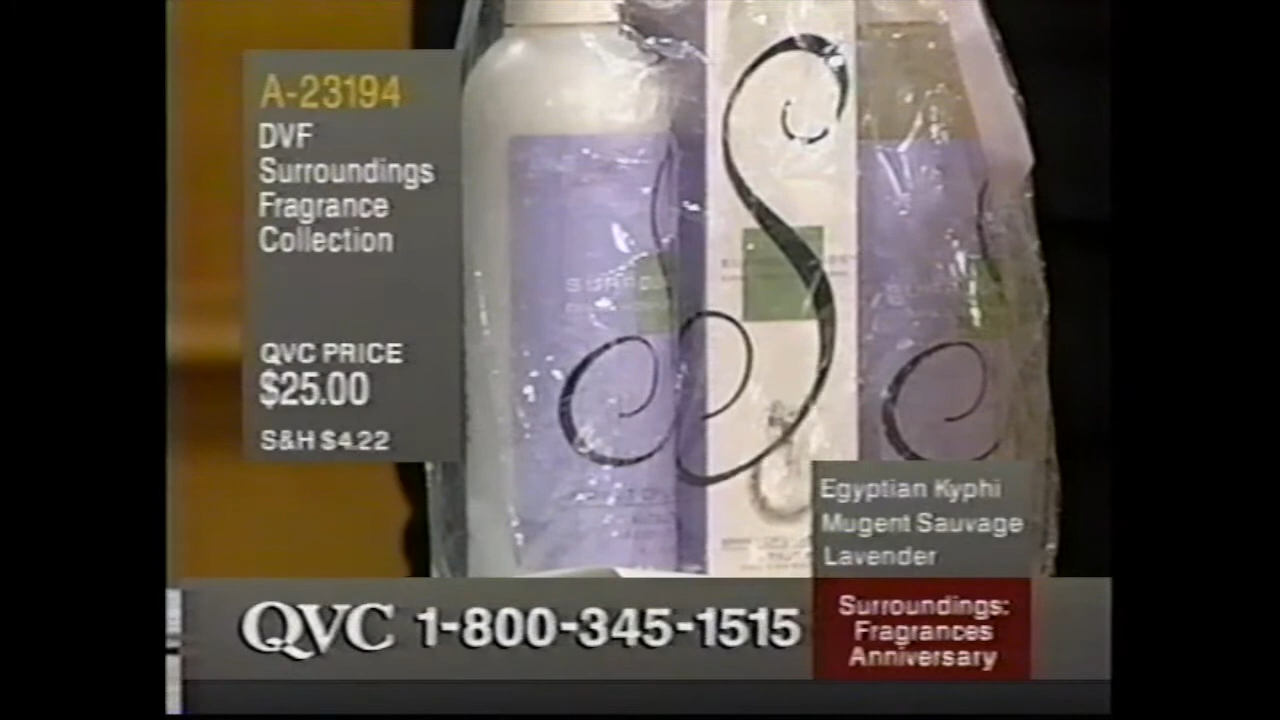 A-23194
DVF
Surroundings
Fragrance
Collection
QVC PRICE
$25.00
S&H $4.22
Egyptian Kyphi
Mugent Sauvage
Lavender
QVC 1-800-345-1515
Surroundings:
Fragrances
Anniversary